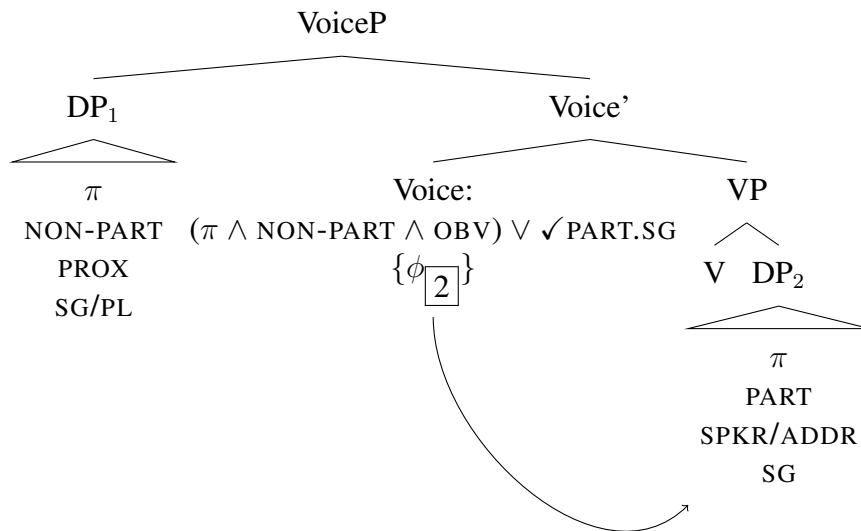 VoiceP
DP₁ Voice’
π Voice: VP
NON-PART (π ∧ NON-PART ∧ OBV) ∨ ✓PART.SG
PROX {ϕ 2} V DP₂
SG/PL
π
PART
SPKR/ADDR
SG